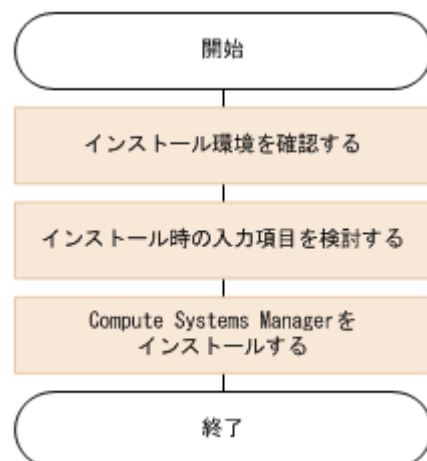 開始
インストール環境を確認する
インストール時の入力項目を検討する
Compute Systems Managerを
インストールする
終了